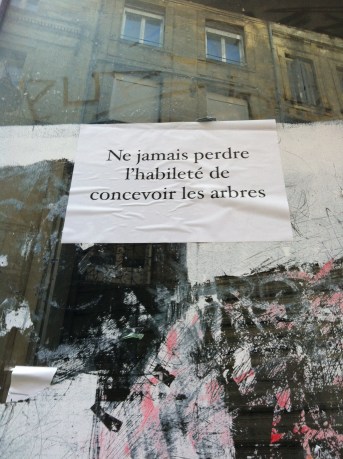 Ne jamais perdre
l'habileté de
concevoir les arbres